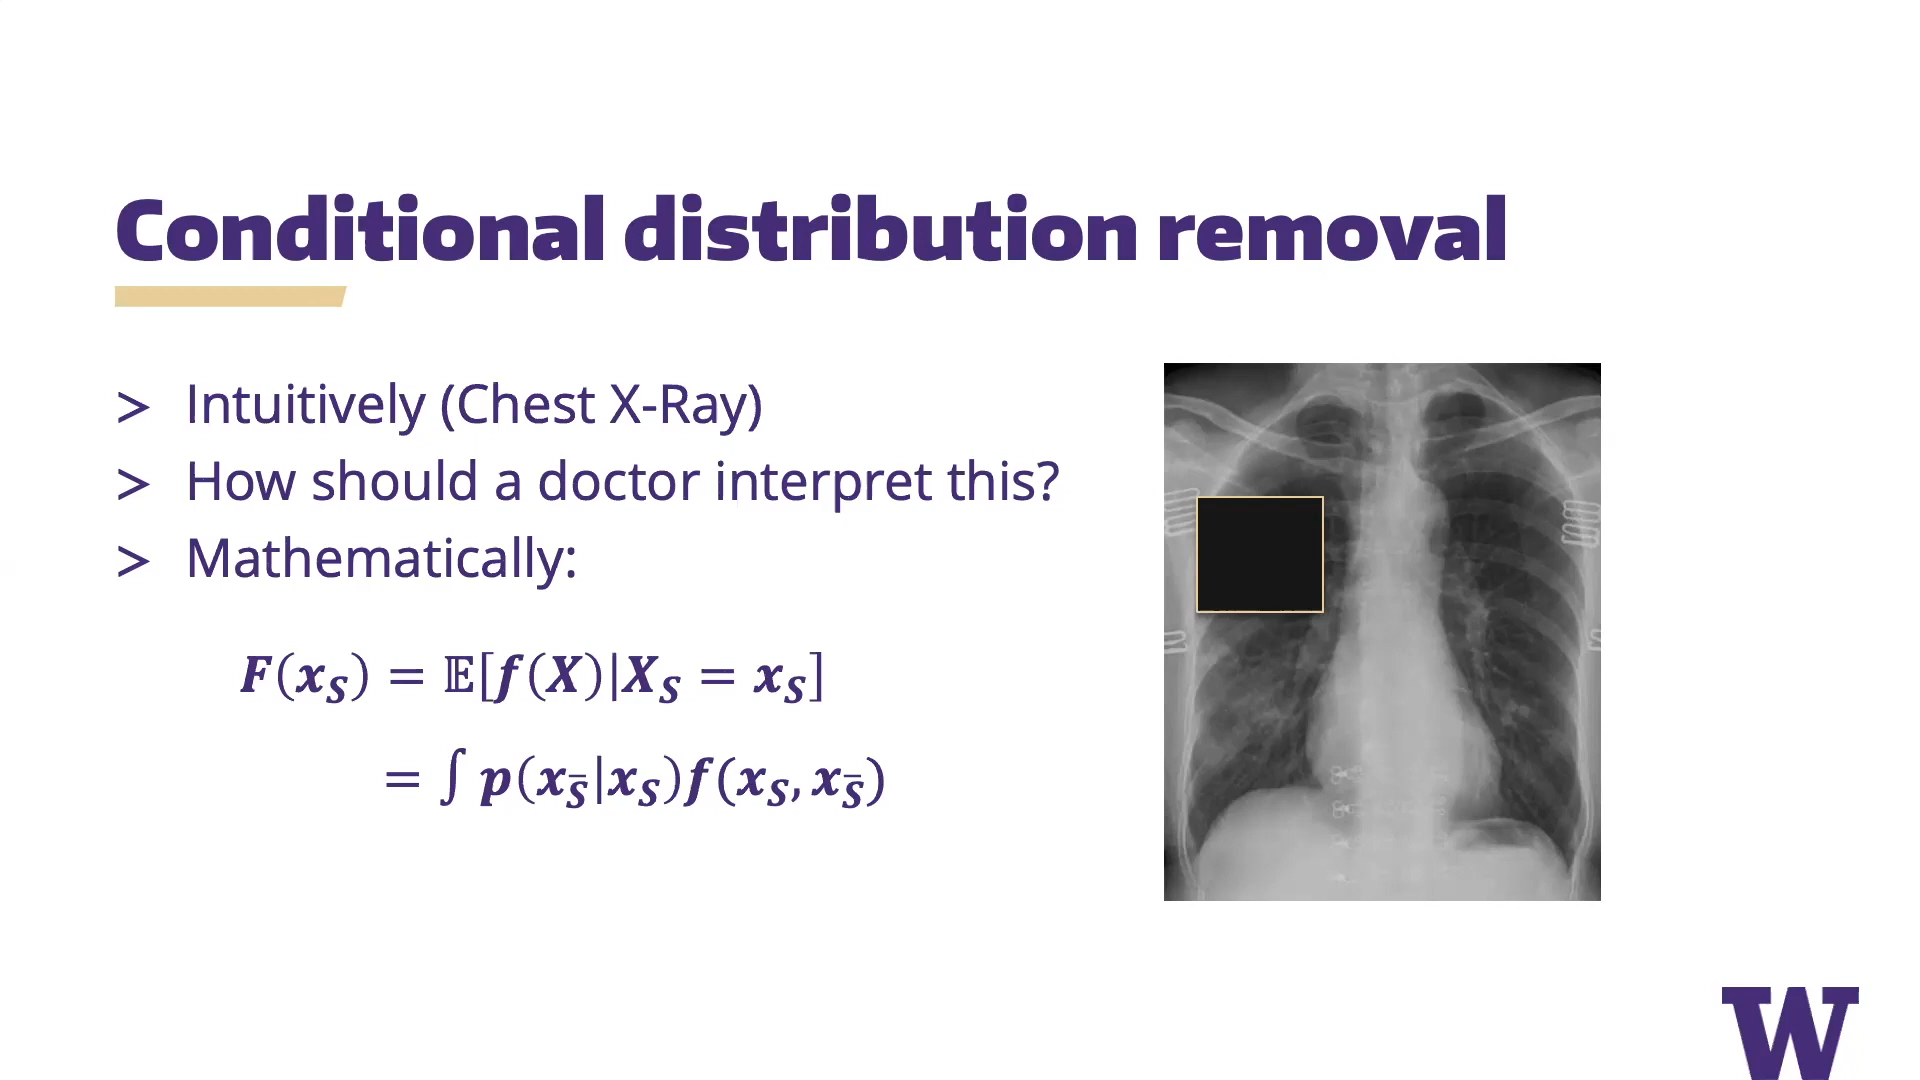 Conditional distribution removal
> Intuitively (Chest X-Ray)
> How should a doctor interpret this?
> Mathematically:
F(x_S) = 𝔼[f(X)|X_S = x_S]
= ∫ p(x_S̄|x_S)f(x_S, x_S̄)
W